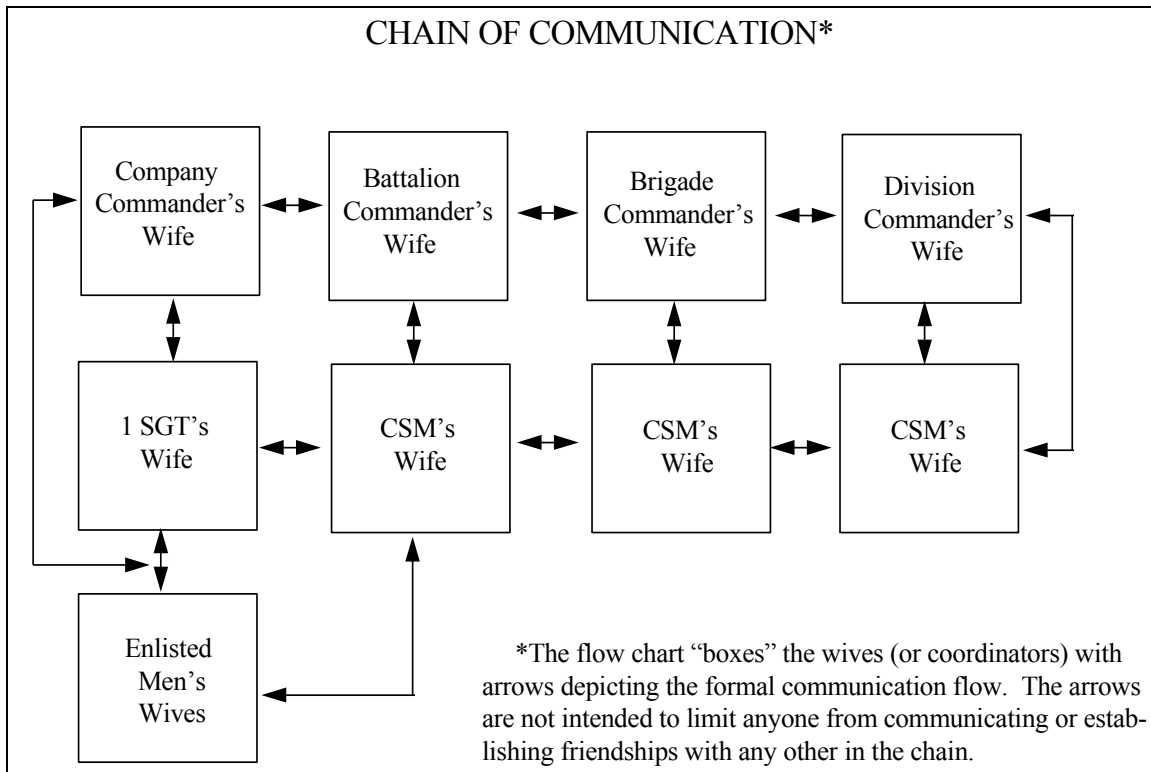 CHAIN OF COMMUNICATION*
Company
Commander’s
Wife
Battalion
Commander’s
Wife
Brigade
Commander’s
Wife
Division
Commander’s
Wife
1 SGT’s
Wife
CSM’s
Wife
CSM’s
Wife
CSM’s
Wife
Enlisted
Men’s
Wives
*The flow chart “boxes” the wives (or coordinators) with
arrows depicting the formal communication flow.  The arrows
are not intended to limit anyone from communicating or estab-
lishing friendships with any other in the chain.